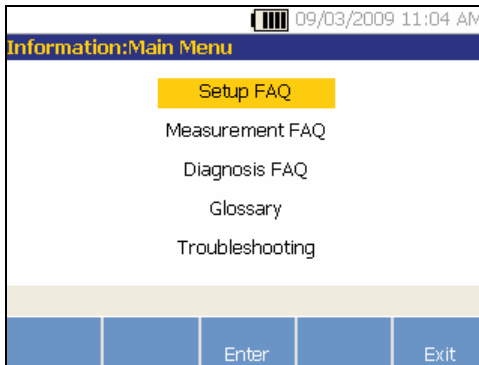 09/03/2009 11:04 AM
Information:Main Menu
Setup FAQ
Measurement FAQ
Diagnosis FAQ
Glossary
Troubleshooting
Enter Exit